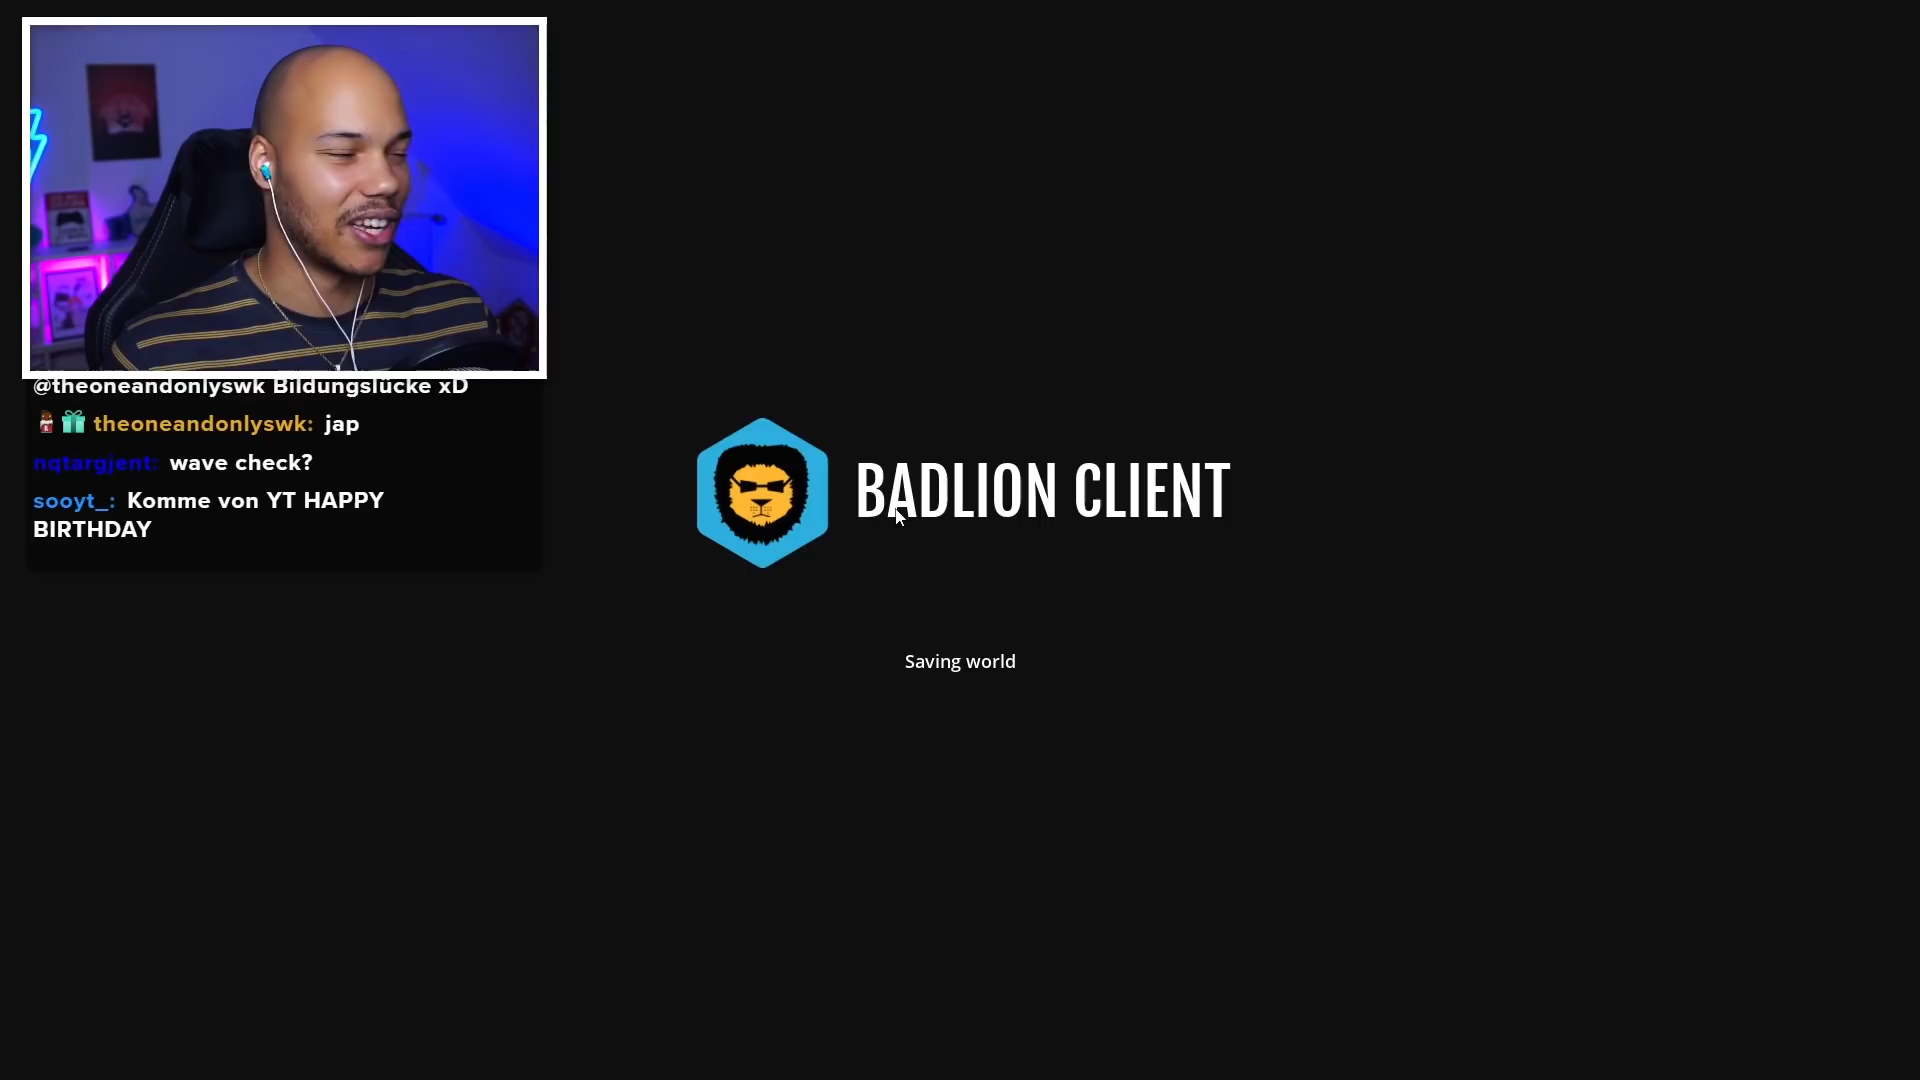 @theoneandonlyswk Bildungslücke xD
theoneandonlyswk: jap
nqtargjent: wave check?
sooyt_: Komme von YT HAPPY
BIRTHDAY
BADLION CLIENT
Saving world